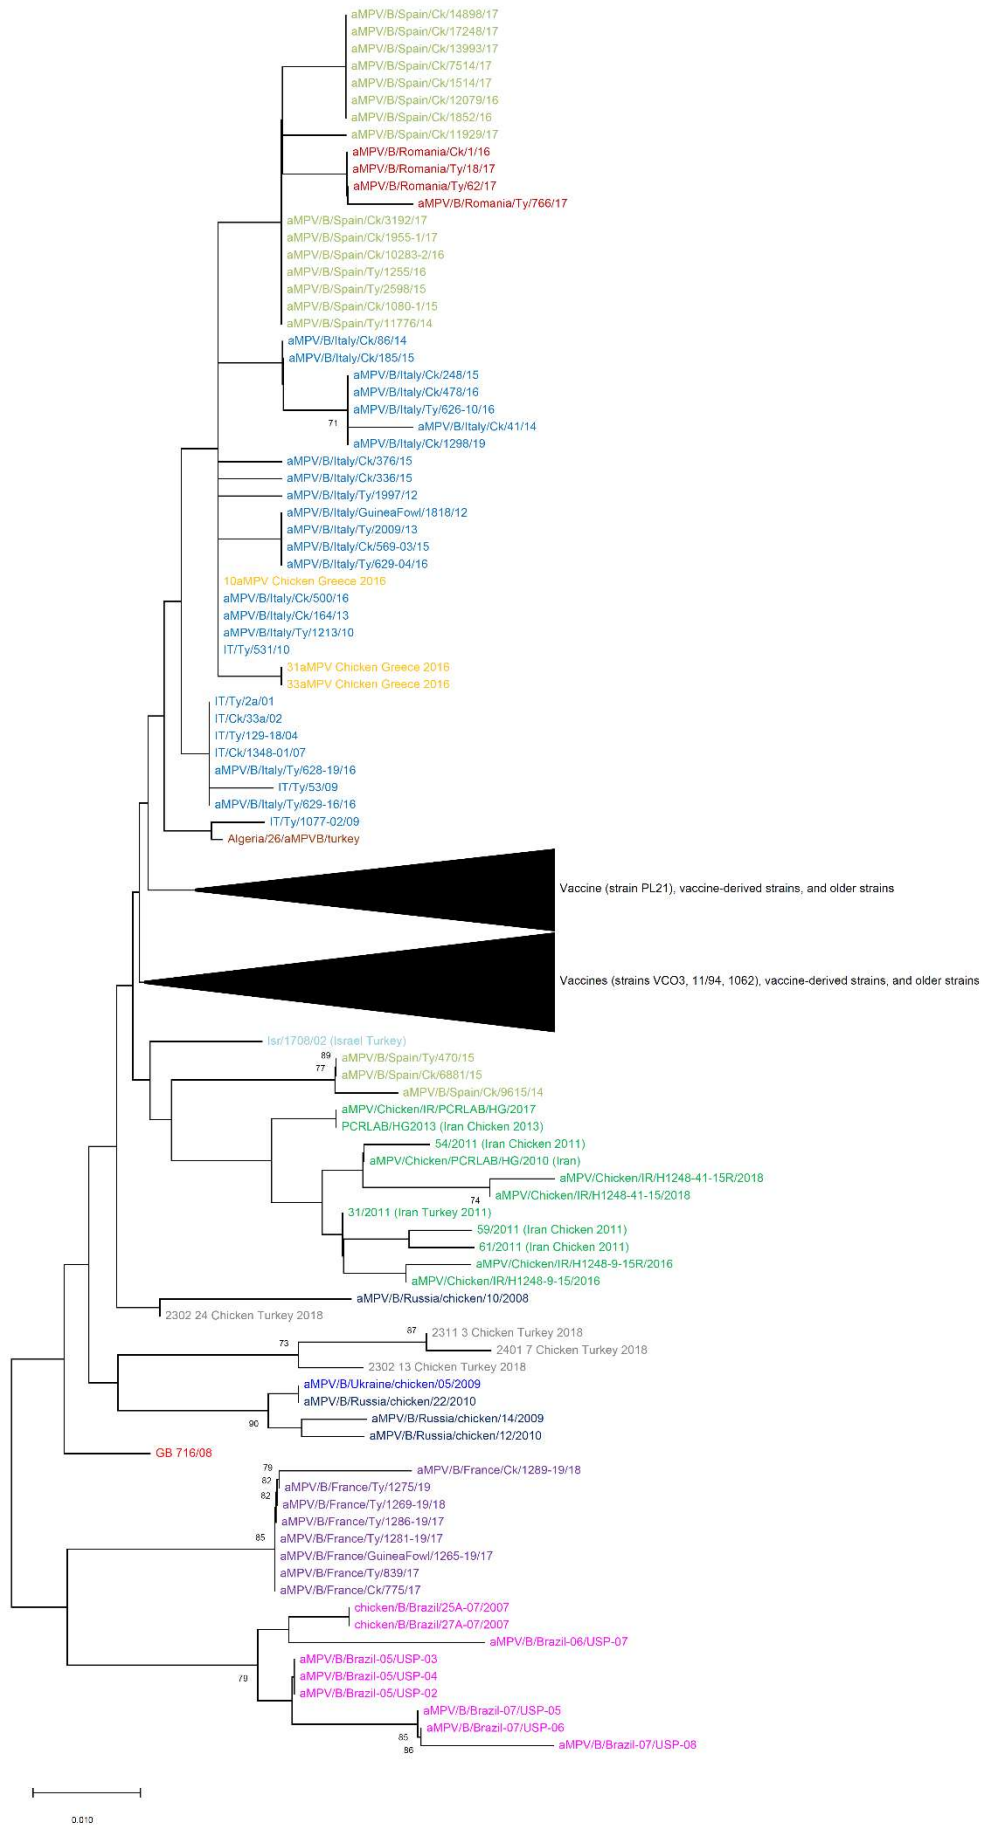 aMPV/B/Spain/Ck/14898/17
aMPV/B/Spain/Ck/17248/17
aMPV/B/Spain/Ck/13993/17
aMPV/B/Spain/Ck/7514/17
aMPV/B/Spain/Ck/1514/17
aMPV/B/Spain/Ck/12079/16
aMPV/B/Spain/Ck/1852/16
aMPV/B/Spain/Ck/11929/17
aMPV/B/Romania/Ck/1/16
aMPV/B/Romania/Ty/18/17
aMPV/B/Romania/Ty/62/17
aMPV/B/Romania/Ty/766/17
aMPV/B/Spain/Ck/3192/17
aMPV/B/Spain/Ck/1955-1/17
aMPV/B/Spain/Ck/10283-2/16
aMPV/B/Spain/Ty/1255/16
aMPV/B/Spain/Ty/2598/15
aMPV/B/Spain/Ck/1080-1/15
aMPV/B/Spain/Ty/11776/14
aMPV/B/Italy/Ck/86/14
aMPV/B/Italy/Ck/185/15
aMPV/B/Italy/Ck/248/15
aMPV/B/Italy/Ck/478/16
aMPV/B/Italy/Ty/626-10/16
71
aMPV/B/Italy/Ck/41/14
aMPV/B/Italy/Ck/1298/19
aMPV/B/Italy/Ck/376/15
aMPV/B/Italy/Ck/336/15
aMPV/B/Italy/Ty/1997/12
aMPV/B/Italy/GuineaFowl/1818/12
aMPV/B/Italy/Ty/2009/13
aMPV/B/Italy/Ck/569-03/15
aMPV/B/Italy/Ty/629-04/16
10aMPV Chicken Greece 2016
aMPV/B/Italy/Ck/500/16
aMPV/B/Italy/Ck/164/13
aMPV/B/Italy/Ty/1213/10
IT/Ty/531/10
31aMPV Chicken Greece 2016
33aMPV Chicken Greece 2016
IT/Ty/2a/01
IT/Ck/33a/02
IT/Ty/129-18/04
IT/Ck/1348-01/07
aMPV/B/Italy/Ty/628-19/16
IT/Ty/53/09
aMPV/B/Italy/Ty/629-16/16
IT/Ty/1077-02/09
Algeria/26/aMPVB/turkey
Vaccine (strain PL21), vaccine-derived strains, and older strains
Vaccines (strains VCO3, 11/94, 1062), vaccine-derived strains, and older strains
Isr/1708/02 (Israel Turkey)
89
aMPV/B/Spain/Ty/470/15
77
aMPV/B/Spain/Ck/6881/15
aMPV/B/Spain/Ck/9615/14
aMPV/Chicken/IR/PCRLAB/HG/2017
PCRLAB/HG2013 (Iran Chicken 2013)
54/2011 (Iran Chicken 2011)
aMPV/Chicken/PCRLAB/HG/2010 (Iran)
aMPV/Chicken/IR/H1248-41-15R/2018
74
aMPV/Chicken/IR/H1248-41-15/2018
31/2011 (Iran Turkey 2011)
59/2011 (Iran Chicken 2011)
61/2011 (Iran Chicken 2011)
aMPV/Chicken/IR/H1248-9-15R/2016
aMPV/Chicken/IR/H1248-9-15/2016
aMPV/B/Russia/chicken/10/2008
2302 24 Chicken Turkey 2018
87
2311 3 Chicken Turkey 2018
73
2401 7 Chicken Turkey 2018
2302 13 Chicken Turkey 2018
aMPV/B/Ukraine/chicken/05/2009
aMPV/B/Russia/chicken/22/2010
90
aMPV/B/Russia/chicken/14/2009
aMPV/B/Russia/chicken/12/2010
GB 716/08
79
aMPV/B/France/Ck/1289-19/18
82
aMPV/B/France/Ty/1275/19
82
aMPV/B/France/Ty/1269-19/18
aMPV/B/France/Ty/1286-19/17
85
aMPV/B/France/Ty/1281-19/17
aMPV/B/France/GuineaFowl/1265-19/17
aMPV/B/France/Ty/839/17
aMPV/B/France/Ck/775/17
chicken/B/Brazil/25A-07/2007
chicken/B/Brazil/27A-07/2007
aMPV/B/Brazil-06/USP-07
79
aMPV/B/Brazil-05/USP-03
aMPV/B/Brazil-05/USP-04
aMPV/B/Brazil-05/USP-02
aMPV/B/Brazil-07/USP-05
aMPV/B/Brazil-07/USP-06
85
86
aMPV/B/Brazil-07/USP-08
0.010